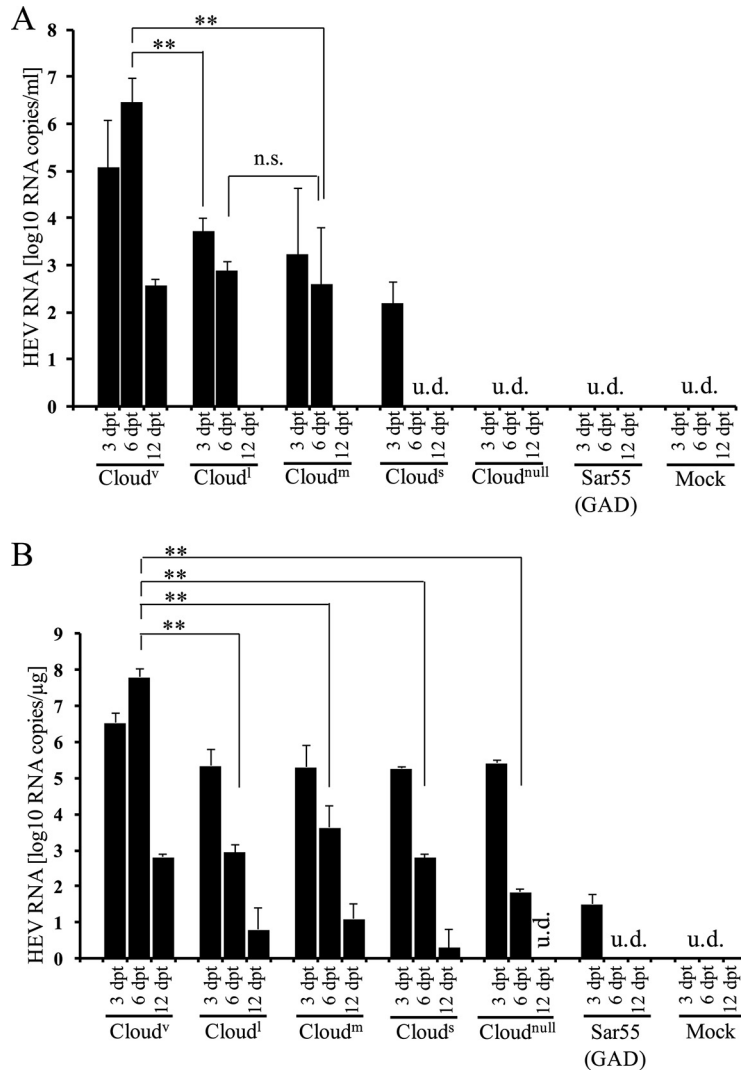 A
HEV RNA [log10 RNA copies/ml]
8
7
6
5
4
3
2
1
0
**
**
n.s.
u.d.
u.d.
u.d.
u.d.
3 dpt
6 dpt
12 dpt
3 dpt
6 dpt
12 dpt
3 dpt
6 dpt
12 dpt
3 dpt
6 dpt
12 dpt
3 dpt
6 dpt
12 dpt
3 dpt
6 dpt
12 dpt
3 dpt
6 dpt
12 dpt
Cloudᵛ
Cloudˡ
Cloudᵐ
Cloudˢ
Cloudⁿᵘˡˡ
Sar55
(GAD)
Mock
B
HEV RNA [log10 RNA copies/µg]
9
8
7
6
5
4
3
2
1
0
**
**
**
**
u.d.
u.d.
u.d.
3 dpt
6 dpt
12 dpt
3 dpt
6 dpt
12 dpt
3 dpt
6 dpt
12 dpt
3 dpt
6 dpt
12 dpt
3 dpt
6 dpt
12 dpt
3 dpt
6 dpt
12 dpt
3 dpt
6 dpt
12 dpt
Cloudᵛ
Cloudˡ
Cloudᵐ
Cloudˢ
Cloudⁿᵘˡˡ
Sar55
(GAD)
Mock